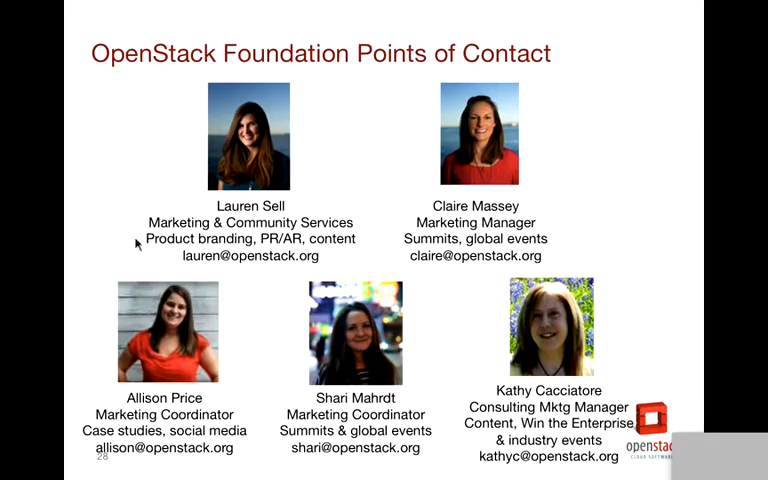 OpenStack Foundation Points of Contact
Lauren Sell
Marketing & Community Services
Product branding, PR/AR, content
lauren@openstack.org
Claire Massey
Marketing Manager
Summits, global events
claire@openstack.org
Allison Price
Marketing Coordinator
Case studies, social media
allison@openstack.org
Shari Mahrdt
Marketing Coordinator
Summits & global events
shari@openstack.org
Kathy Cacciatore
Consulting Mktg Manager
Content, Win the Enterprise
& industry events
kathyc@openstack.org
28
openstac
CLOUD SOFTWARE